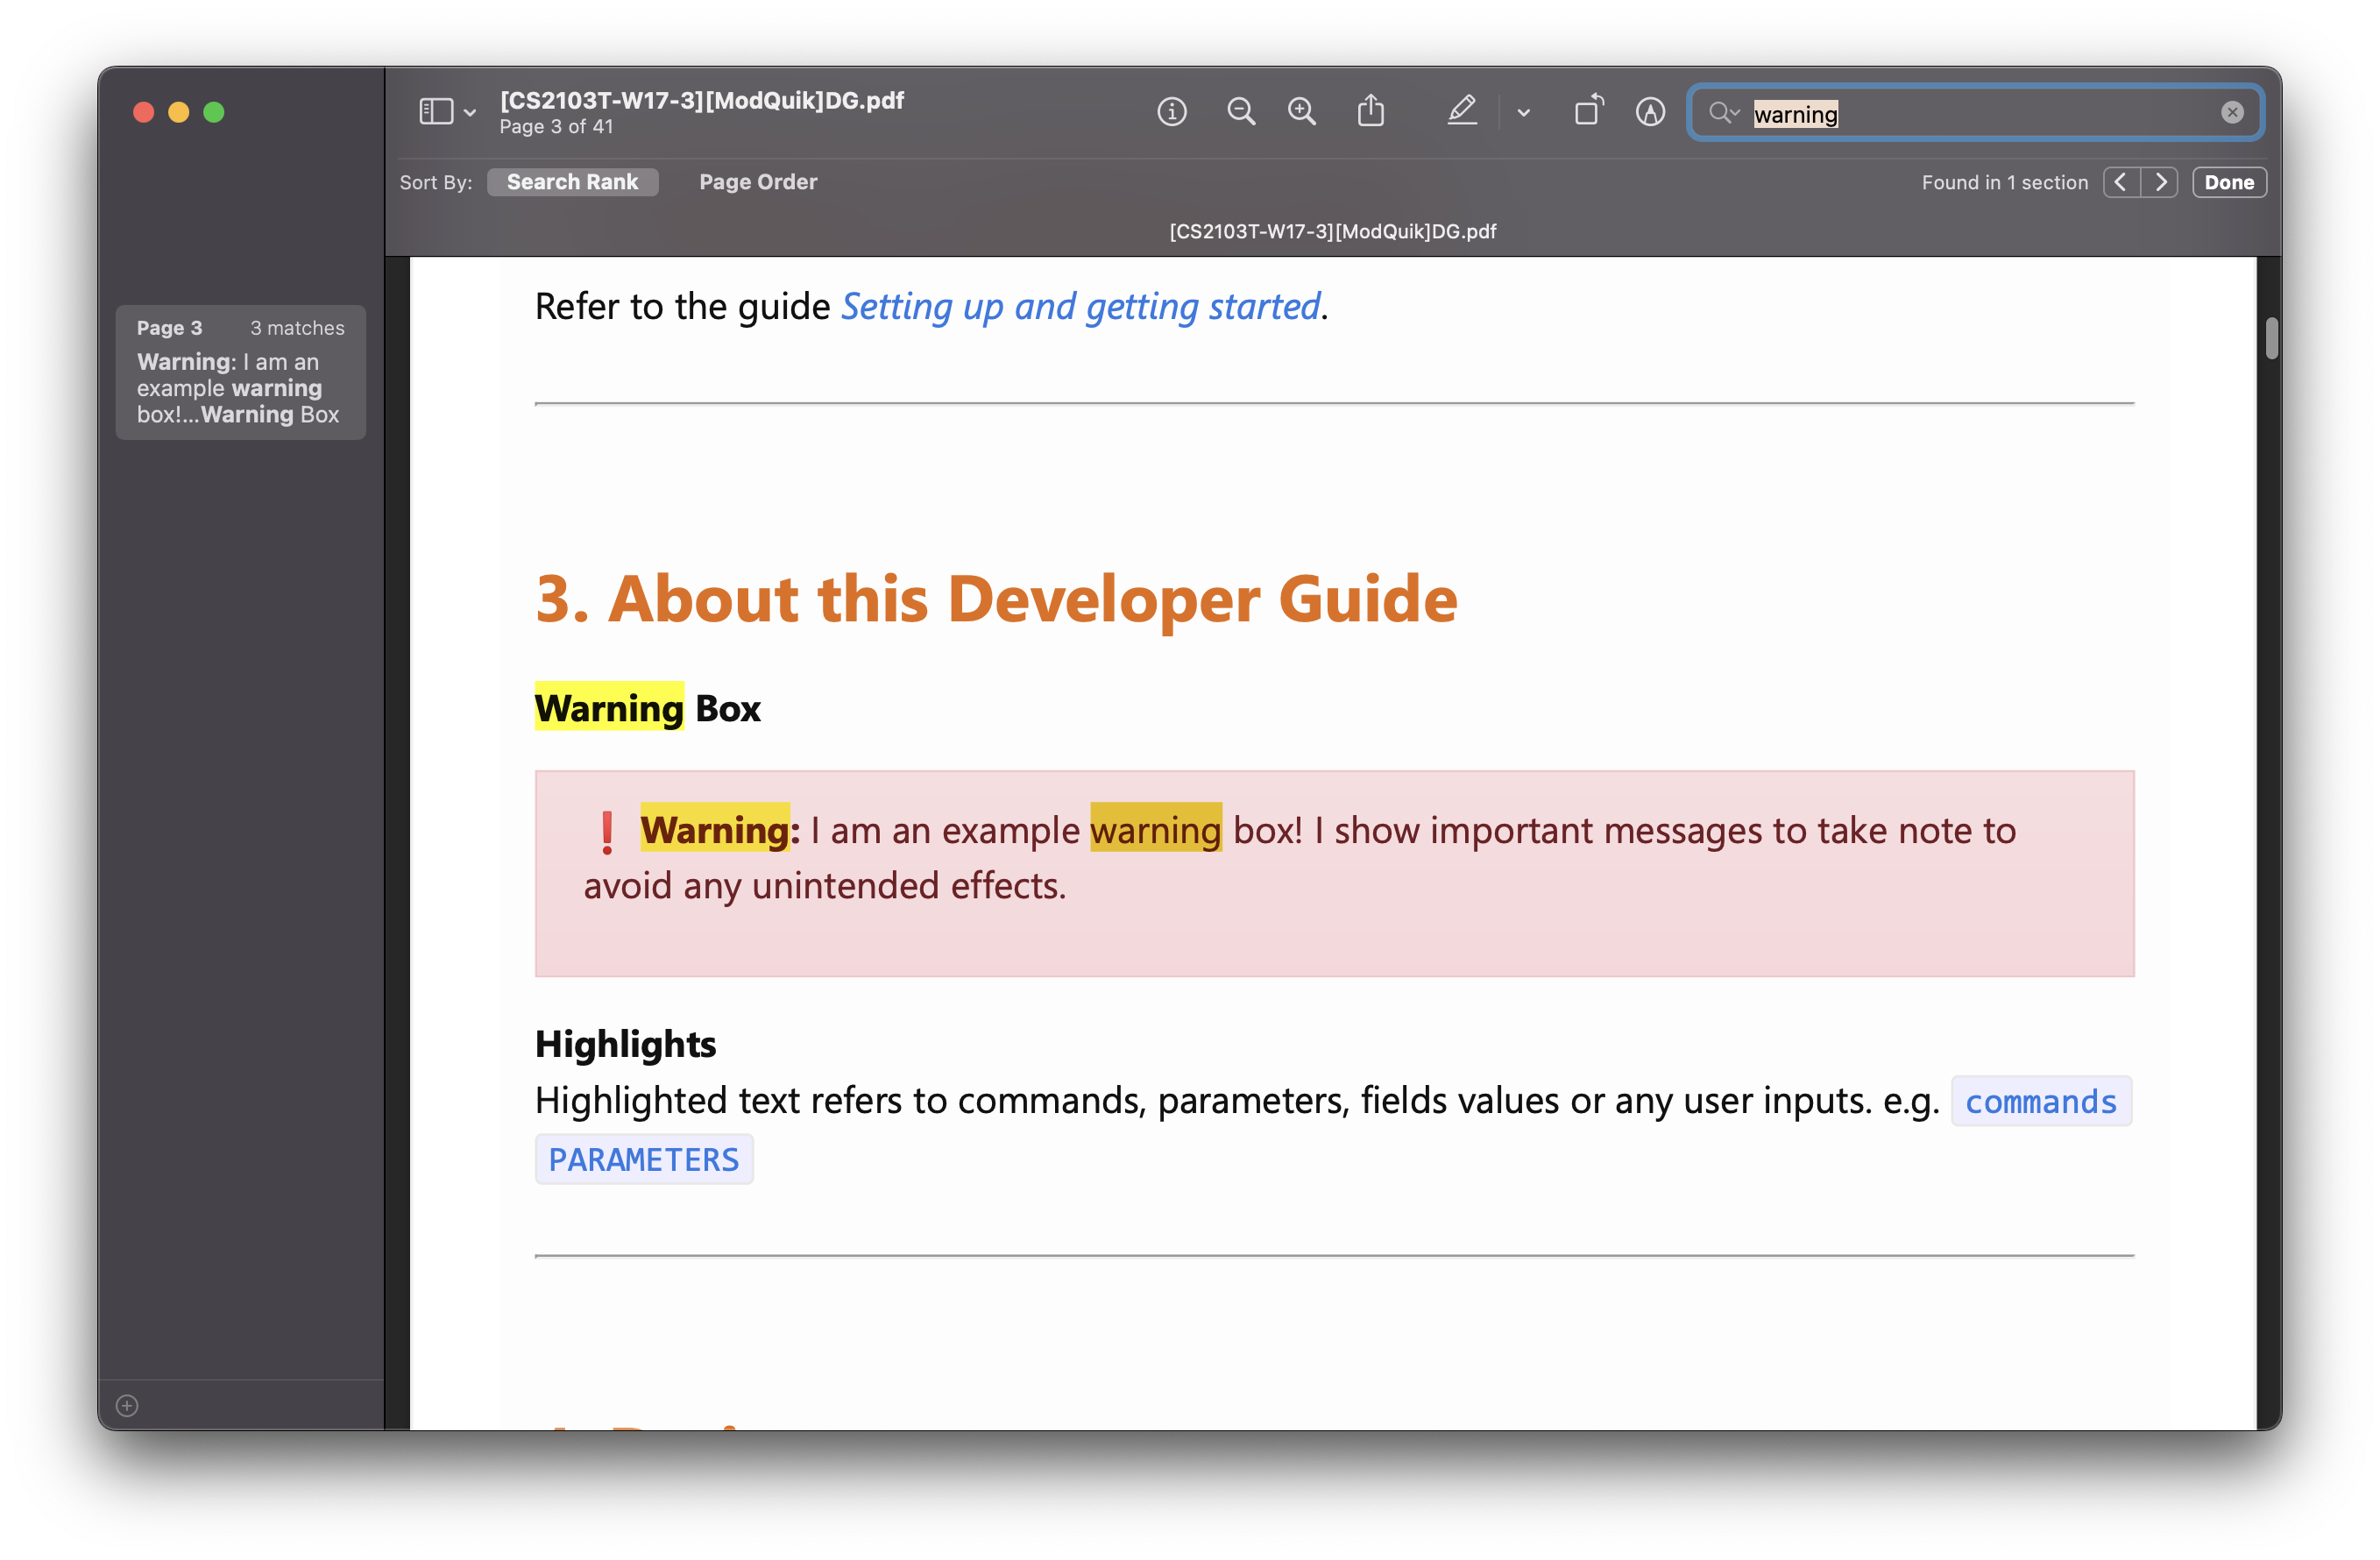 [CS2103T-W17-3][ModQuik]DG.pdf
Page 3 of 41
warning
Sort By: Search Rank Page Order
Found in 1 section
Done
[CS2103T-W17-3][ModQuik]DG.pdf
Page 3 3 matches
Warning: I am an
example warning
box!...Warning Box
Refer to the guide Setting up and getting started.
3. About this Developer Guide
Warning Box
❗ Warning: I am an example warning box! I show important messages to take note to
avoid any unintended effects.
Highlights
Highlighted text refers to commands, parameters, fields values or any user inputs. e.g. commands
PARAMETERS